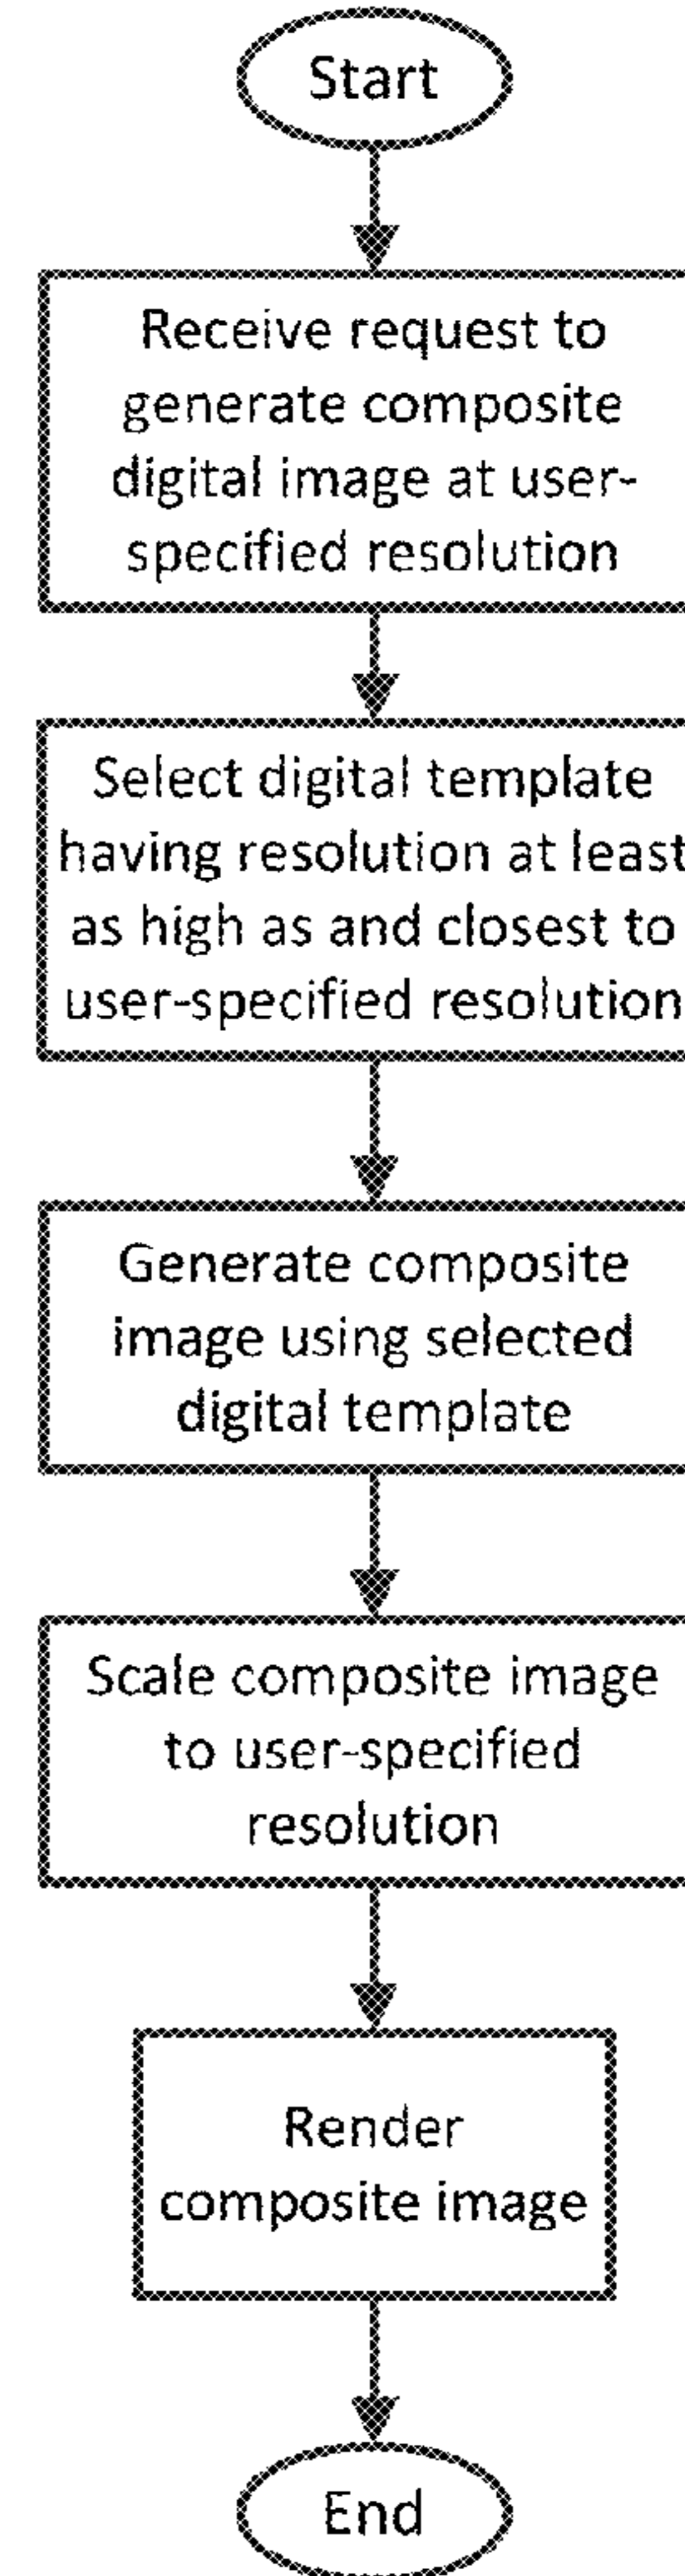 Start
Receive request to
generate composite
digital image at user-
specified resolution
Select digital template
having resolution at least
as high as and closest to
user-specified resolution
Generate composite
image using selected
digital template
Scale composite image
to user-specified
resolution
Render
composite image
End